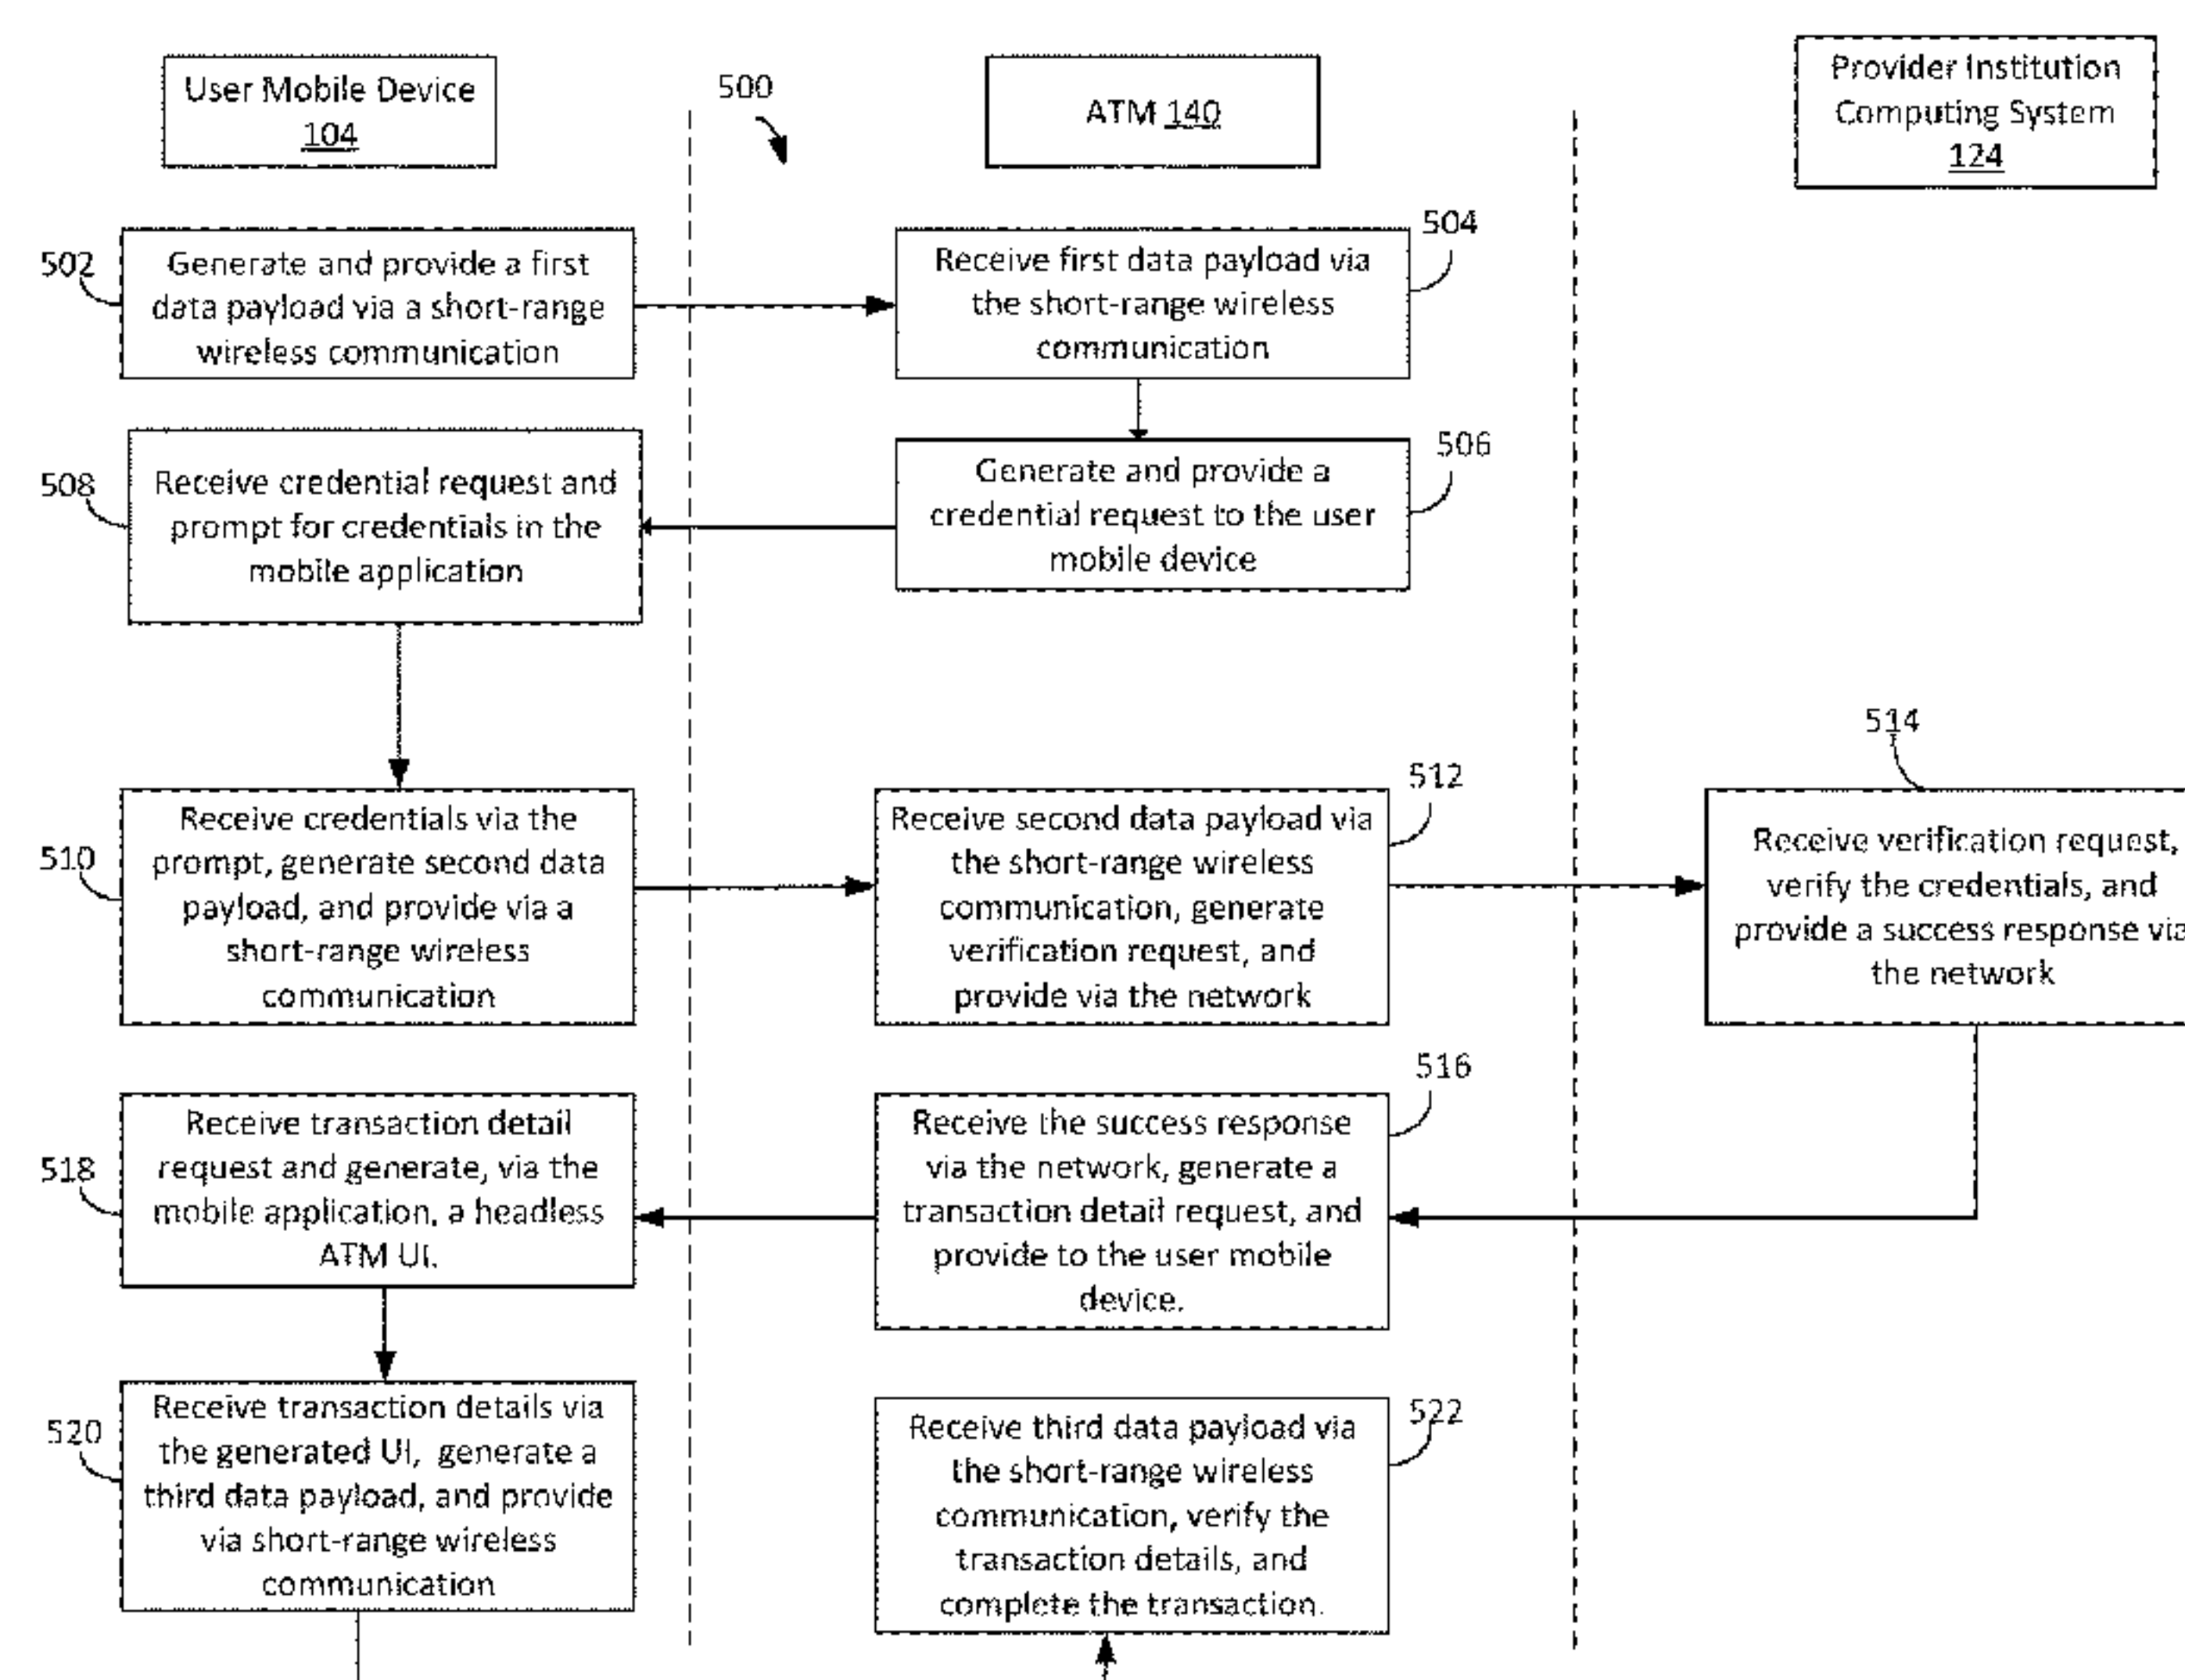 User Mobile Device
104
500
ATM 140
Provider Institution
Computing System
124
502
Generate and provide a first
data payload via a short-range
wireless communication
504
Receive first data payload via
the short-range wireless
communication
508
Receive credential request and
prompt for credentials in the
mobile application
506
Generate and provide a
credential request to the user
mobile device
510
Receive credentials via the
prompt, generate second data
payload, and provide via a
short-range wireless
communication
512
Receive second data payload via
the short-range wireless
communication, generate
verification request, and
provide via the network
514
Receive verification request,
verify the credentials, and
provide a success response via
the network
518
Receive transaction detail
request and generate, via the
mobile application, a headless
ATM UI.
516
Receive the success response
via the network, generate a
transaction detail request, and
provide to the user mobile
device.
520
Receive transaction details via
the generated UI, generate a
third data payload, and provide
via short-range wireless
communication
522
Receive third data payload via
the short-range wireless
communication, verify the
transaction details, and
complete the transaction.